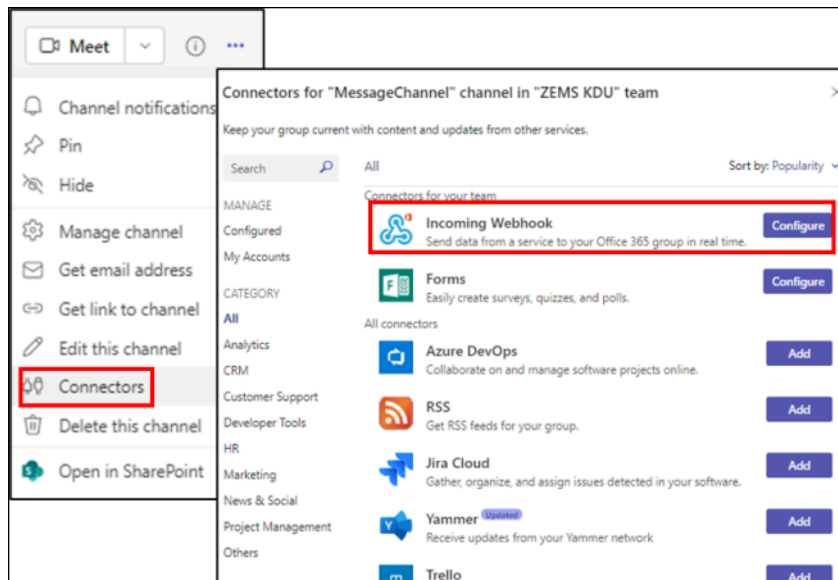 Meet
Channel notifications
Pin
Hide
Manage channel
Get email address
Get link to channel
Edit this channel
Connectors
Delete this channel
Open in SharePoint
Connectors for "MessageChannel" channel in "ZEMS KDU" team
Keep your group current with content and updates from other services.
Search
All
Sort by: Popularity
MANAGE
Configured
My Accounts
CATEGORY
All
Analytics
CRM
Customer Support
Developer Tools
HR
Marketing
News & Social
Project Management
Others
Connectors for your team
Incoming Webhook
Send data from a service to your Office 365 group in real time.
Configure
Forms
Easily create surveys, quizzes, and polls.
Configure
All connectors
Azure DevOps
Collaborate on and manage software projects online.
Add
RSS
Get RSS feeds for your group.
Add
Jira Cloud
Gather, organize, and assign issues detected in your software.
Add
Yammer Updated
Receive updates from your Yammer network
Add
Trello
Add